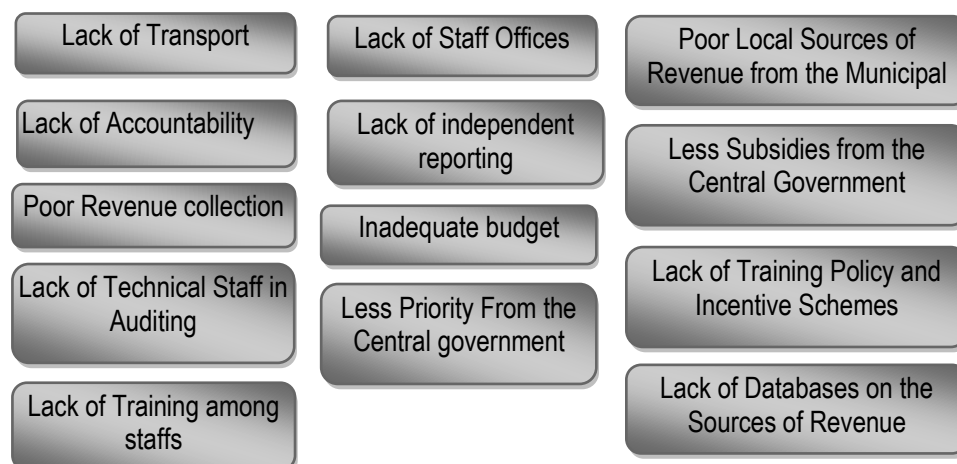 Lack of Transport
Lack of Accountability
Poor Revenue collection
Lack of Technical Staff in
Auditing
Lack of Training among
staffs
Lack of Staff Offices
Lack of independent
reporting
Inadequate budget
Less Priority From the
Central government
Poor Local Sources of
Revenue from the Municipal
Less Subsidies from the
Central Government
Lack of Training Policy and
Incentive Schemes
Lack of Databases on the
Sources of Revenue